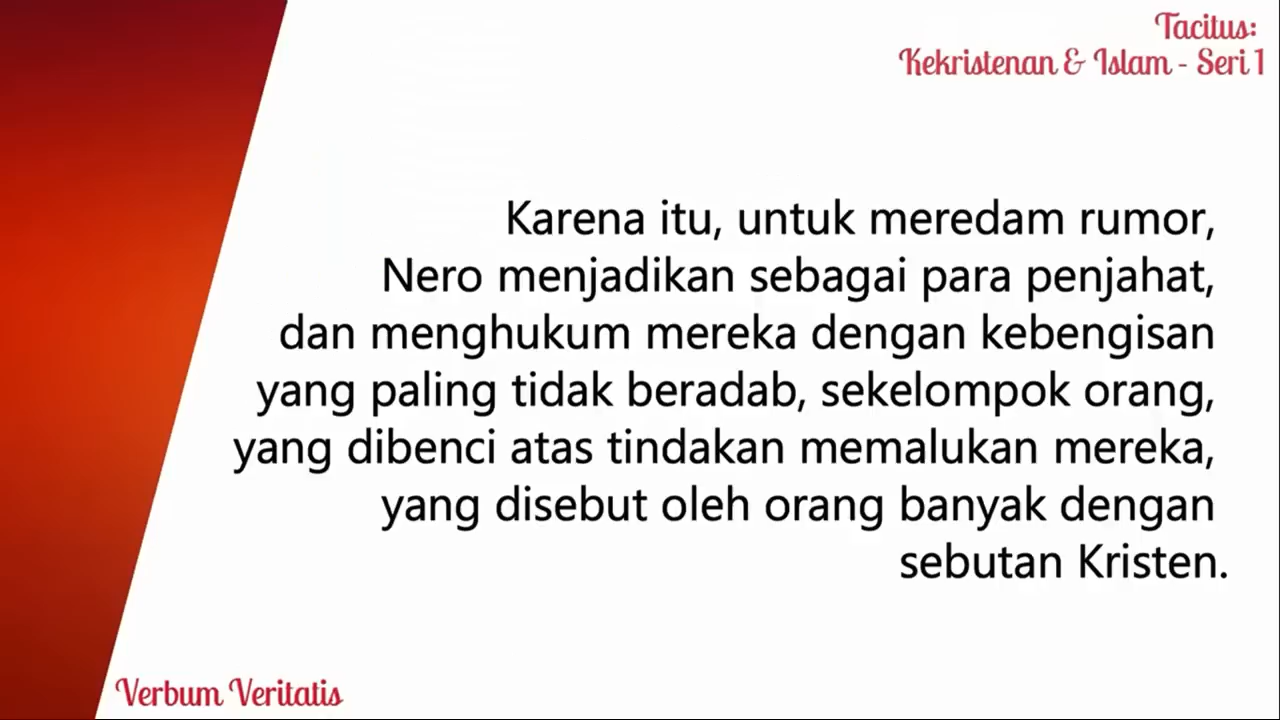 Tacitus:
Kekristenan & Islam - Seri 1
Karena itu, untuk meredam rumor,
Nero menjadikan sebagai para penjahat,
dan menghukum mereka dengan kebengisan
yang paling tidak beradab, sekelompok orang,
yang dibenci atas tindakan memalukan mereka,
yang disebut oleh orang banyak dengan
sebutan Kristen.
Verbum Veritatis